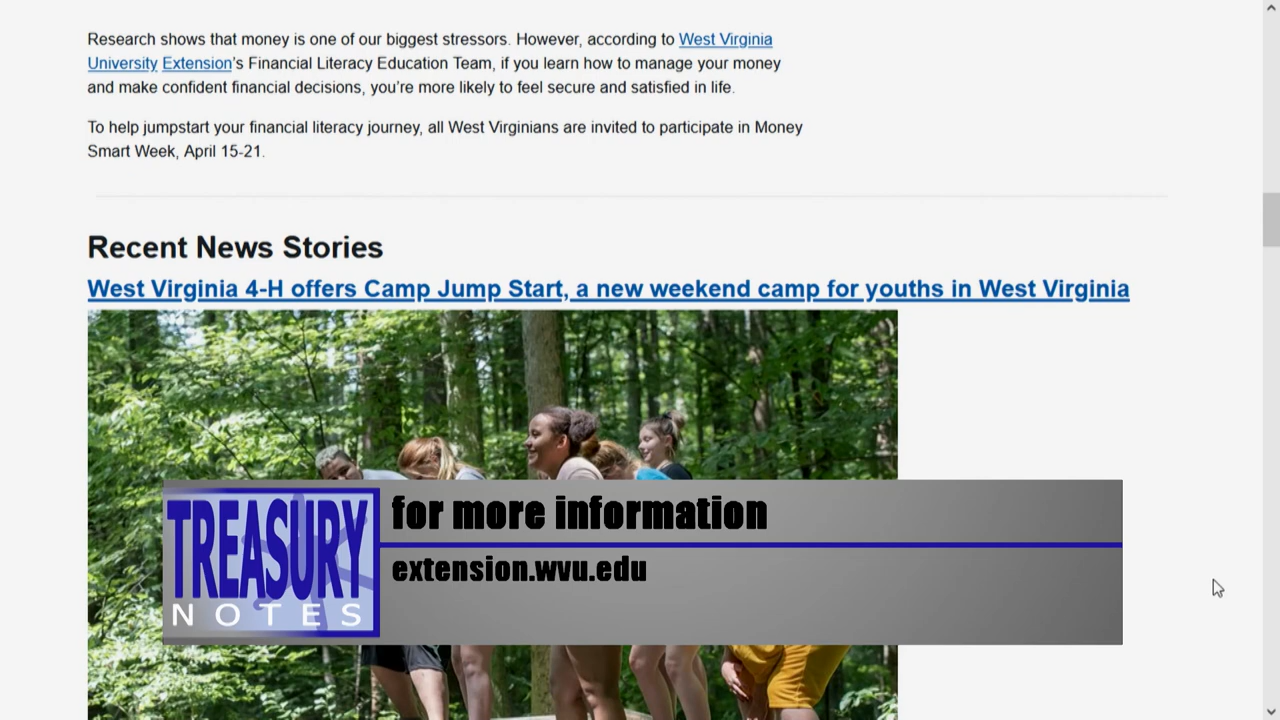 Research shows that money is one of our biggest stressors. However, according to West Virginia
University Extension's Financial Literacy Education Team, if you learn how to manage your money
and make confident financial decisions, you're more likely to feel secure and satisfied in life.
To help jumpstart your financial literacy journey, all West Virginians are invited to participate in Money
Smart Week, April 15-21.
Recent News Stories
West Virginia 4-H offers Camp Jump Start, a new weekend camp for youths in West Virginia
TREASURY
NOTES
for more information
extension.wvu.edu